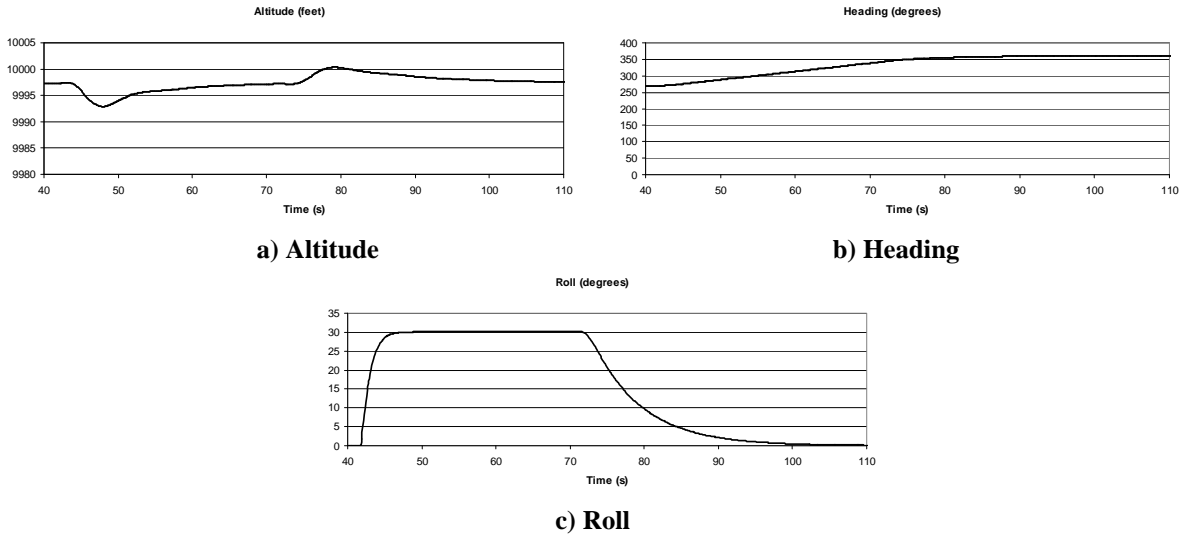 Altitude (feet)
10005
10000
9995
9990
9985
9980
40 50 60 70 80 90 100 110
Time (s)
a) Altitude
Heading (degrees)
400
350
300
250
200
150
100
50
0
40 50 60 70 80 90 100 110
Time (s)
b) Heading
Roll (degrees)
35
30
25
20
15
10
5
0
40 50 60 70 80 90 100 110
Time (s)
c) Roll